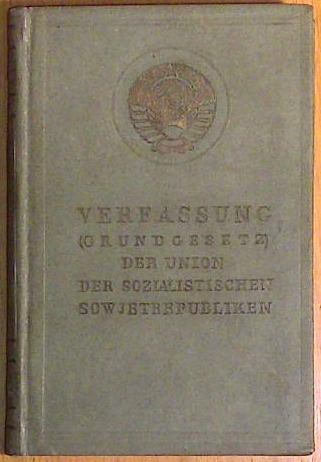 VERFASSUNG
(GRUNDGESETZ)
DER UNION
DER SOZIALISTISCHEN
SOWJETREPUBLIKEN